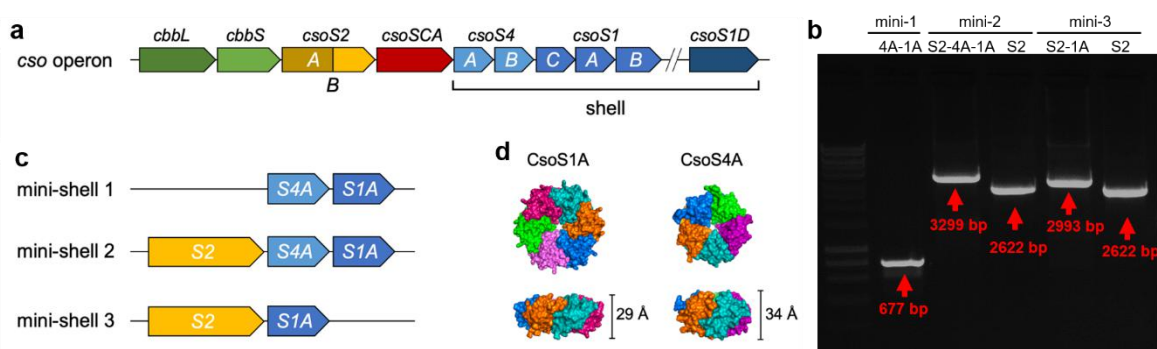 a
cbbL cbbS csoS2 csoSCA csoS4 csoS1 csoS1D
cso operon A A B C A B
B
shell
b
mini-1 mini-2 mini-3
4A-1A S2-4A-1A S2 S2-1A S2
3299 bp
2622 bp
2993 bp
2622 bp
677 bp
c
mini-shell 1 S4A S1A
mini-shell 2 S2 S4A S1A
mini-shell 3 S2 S1A
d
CsoS1A CsoS4A
29 Å 34 Å